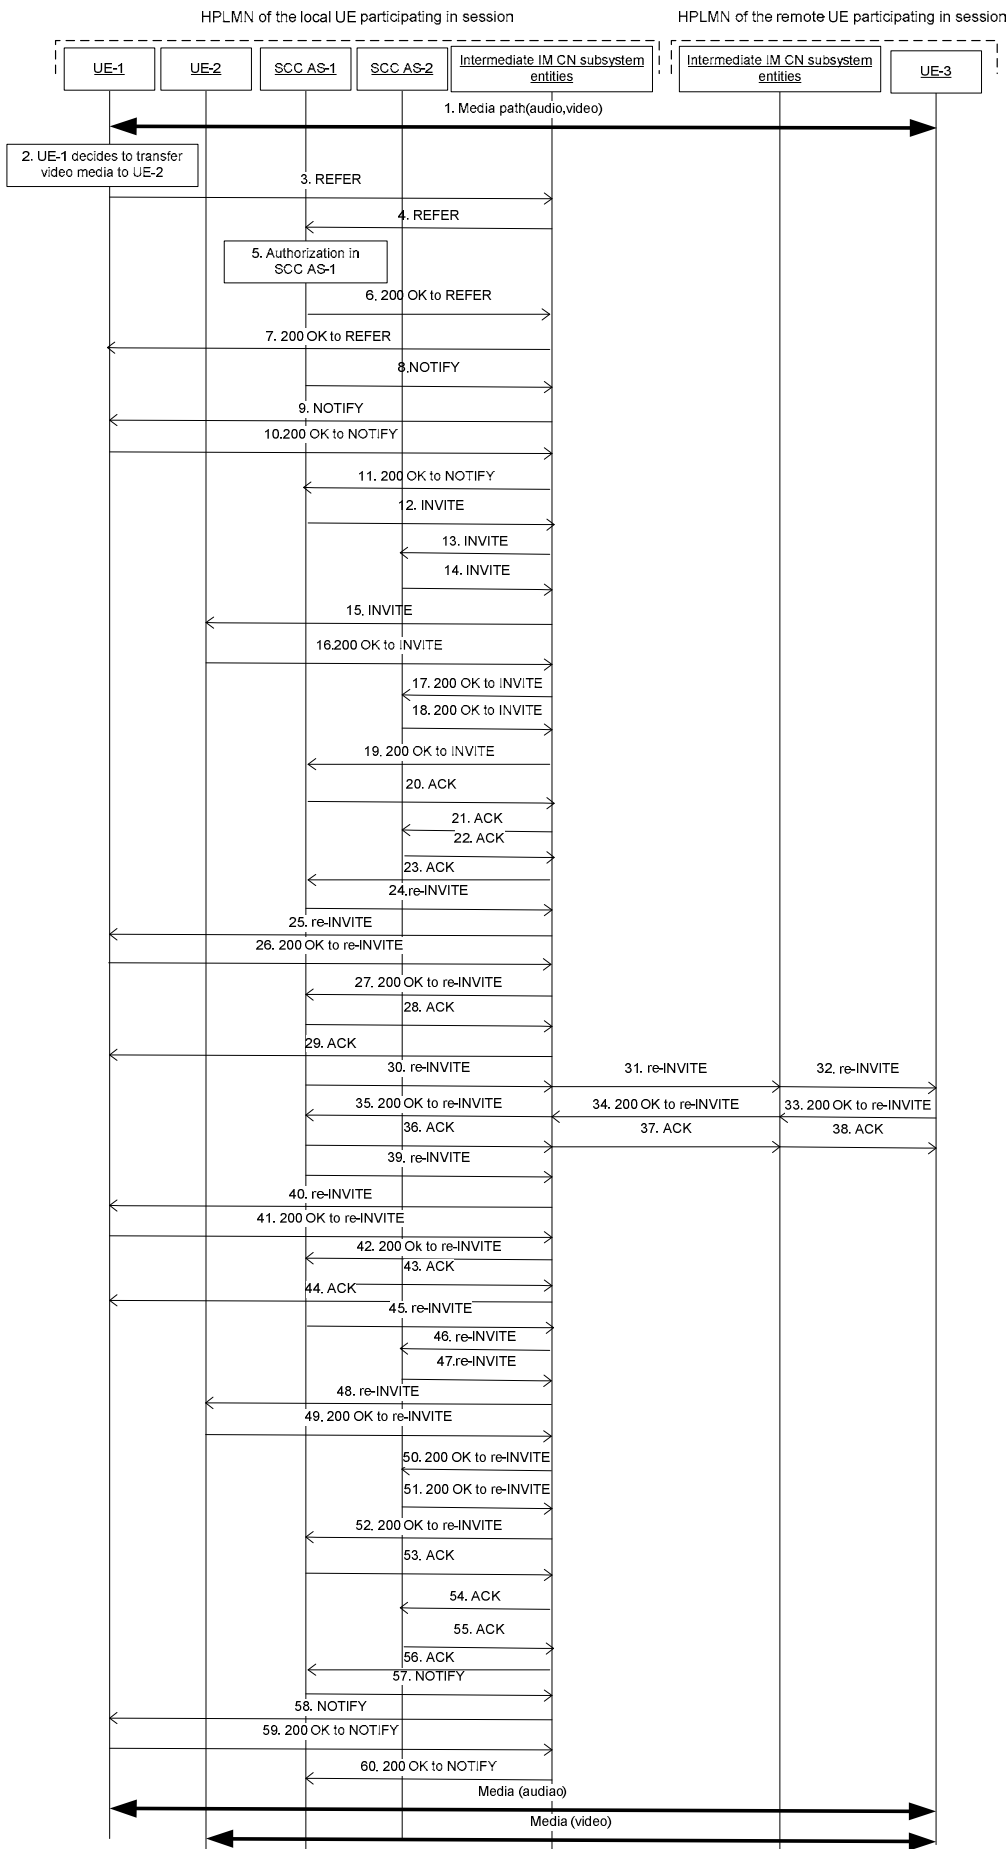 HPLMN of the local UE participating in session
HPLMN of the remote UE participating in session
UE-1
UE-2
SCC AS-1
SCC AS-2
Intermediate IM CN subsystem
entities
Intermediate IM CN subsystem
entities
UE-3
1. Media path(audio,video)
2. UE-1 decides to transfer
video media to UE-2
3. REFER
4. REFER
5. Authorization in
SCC AS-1
6. 200 OK to REFER
7. 200 OK to REFER
8.NOTIFY
9. NOTIFY
10.200 OK to NOTIFY
11. 200 OK to NOTIFY
12. INVITE
13. INVITE
14. INVITE
15. INVITE
16.200 OK to INVITE
17. 200 OK to INVITE
18. 200 OK to INVITE
19. 200 OK to INVITE
20. ACK
21. ACK
22. ACK
23. ACK
24.re-INVITE
25. re-INVITE
26. 200 OK to re-INVITE
27. 200 OK to re-INVITE
28. ACK
29. ACK
30. re-INVITE
31. re-INVITE
32. re-INVITE
35. 200 OK to re-INVITE
34. 200 OK to re-INVITE
33. 200 OK to re-INVITE
36. ACK
37. ACK
38. ACK
39. re-INVITE
40. re-INVITE
41. 200 OK to re-INVITE
42. 200 Ok to re-INVITE
43. ACK
44. ACK
45. re-INVITE
46. re-INVITE
47.re-INVITE
48. re-INVITE
49. 200 OK to re-INVITE
50. 200 OK to re-INVITE
51. 200 OK to re-INVITE
52. 200 OK to re-INVITE
53. ACK
54. ACK
55. ACK
56. ACK
57. NOTIFY
58. NOTIFY
59. 200 OK to NOTIFY
60. 200 OK to NOTIFY
Media (audiao)
Media (video)